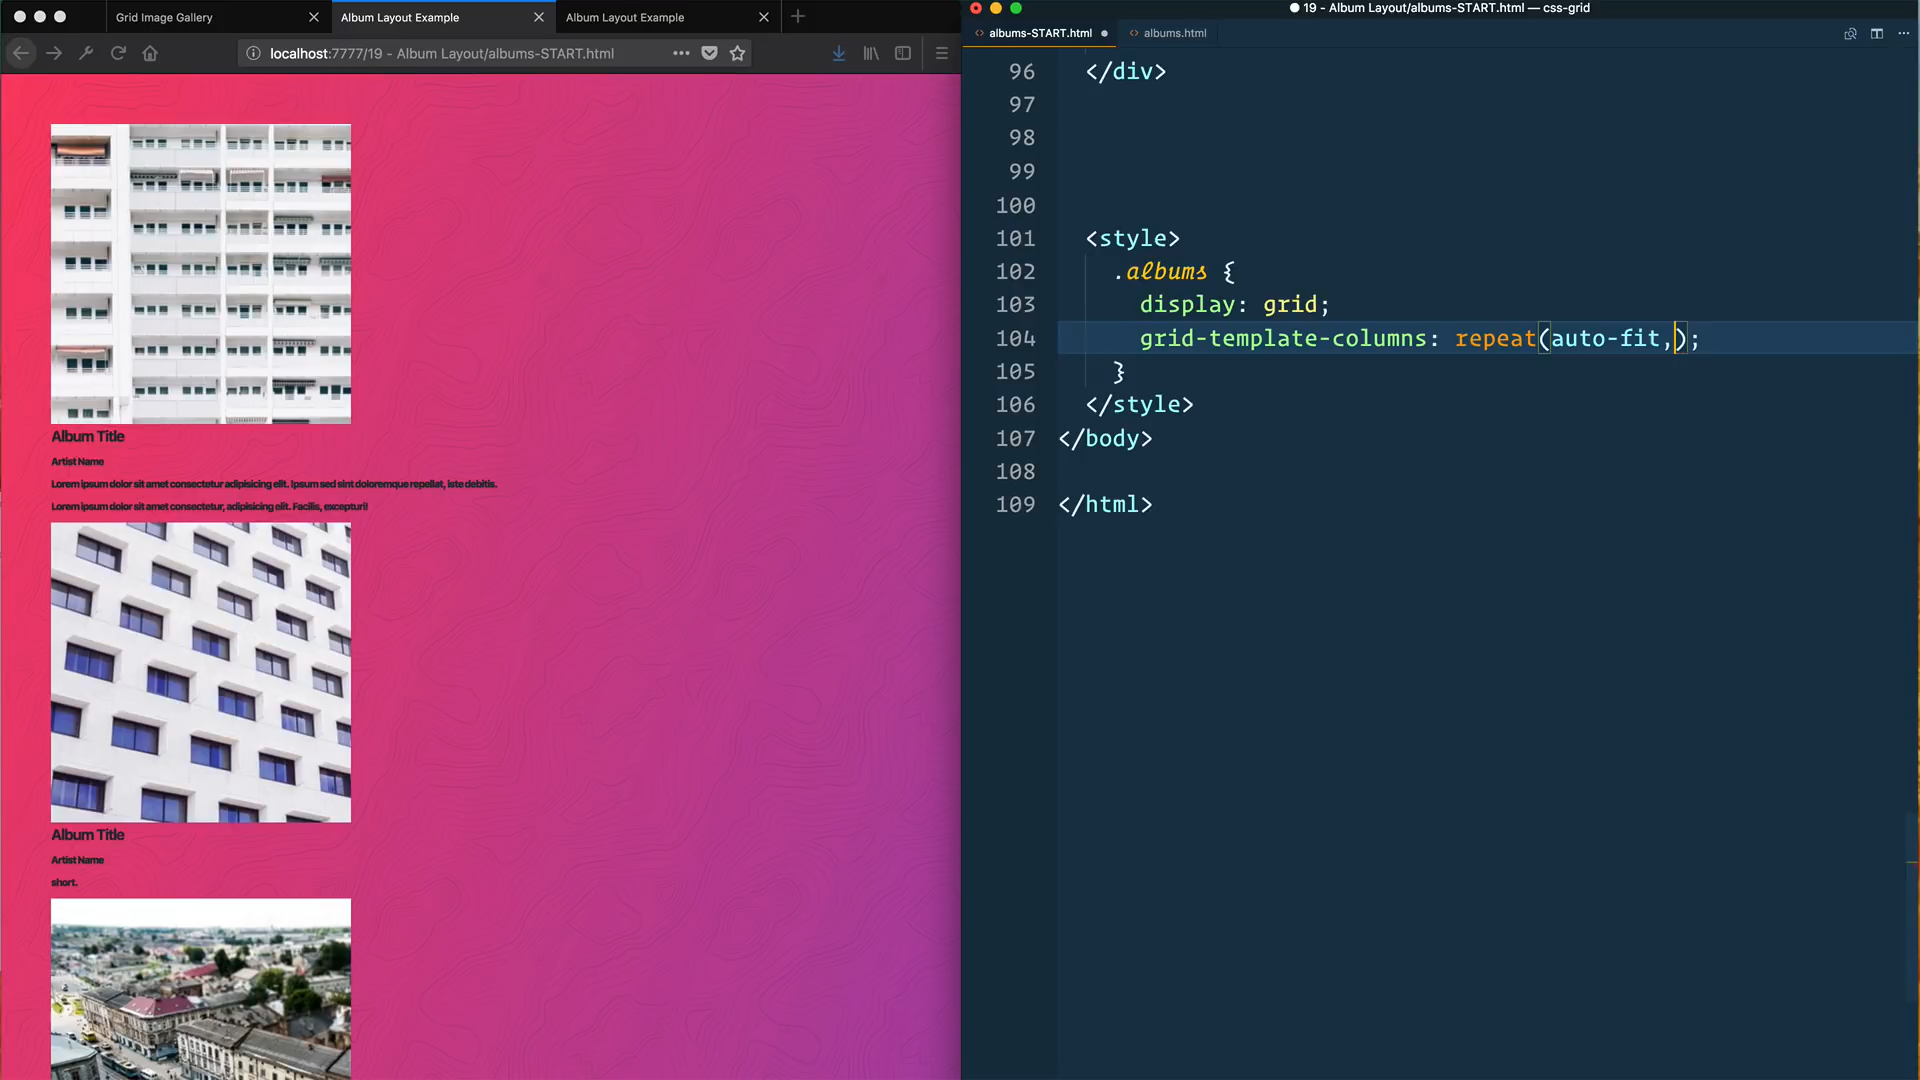 Grid Image Gallery
Album Layout Example
Album Layout Example
localhost:7777/19 - Album Layout/albums-START.html
Album Title
Artist Name
Lorem ipsum dolor sit amet consectetur adipisicing elit. Ipsum sed sint doloremque repellat, iste debitis.
Lorem ipsum dolor sit amet consectetur, adipisicing elit. Facilis, excepturi!
Album Title
Artist Name
short.
19 - Album Layout/albums-START.html — css-grid
albums-START.html
albums.html
96 </div>
97
98
99
100
101 <style>
102 .albums {
103 display: grid;
104 grid-template-columns: repeat(auto-fit,);
105 }
106 </style>
107 </body>
108
109 </html>